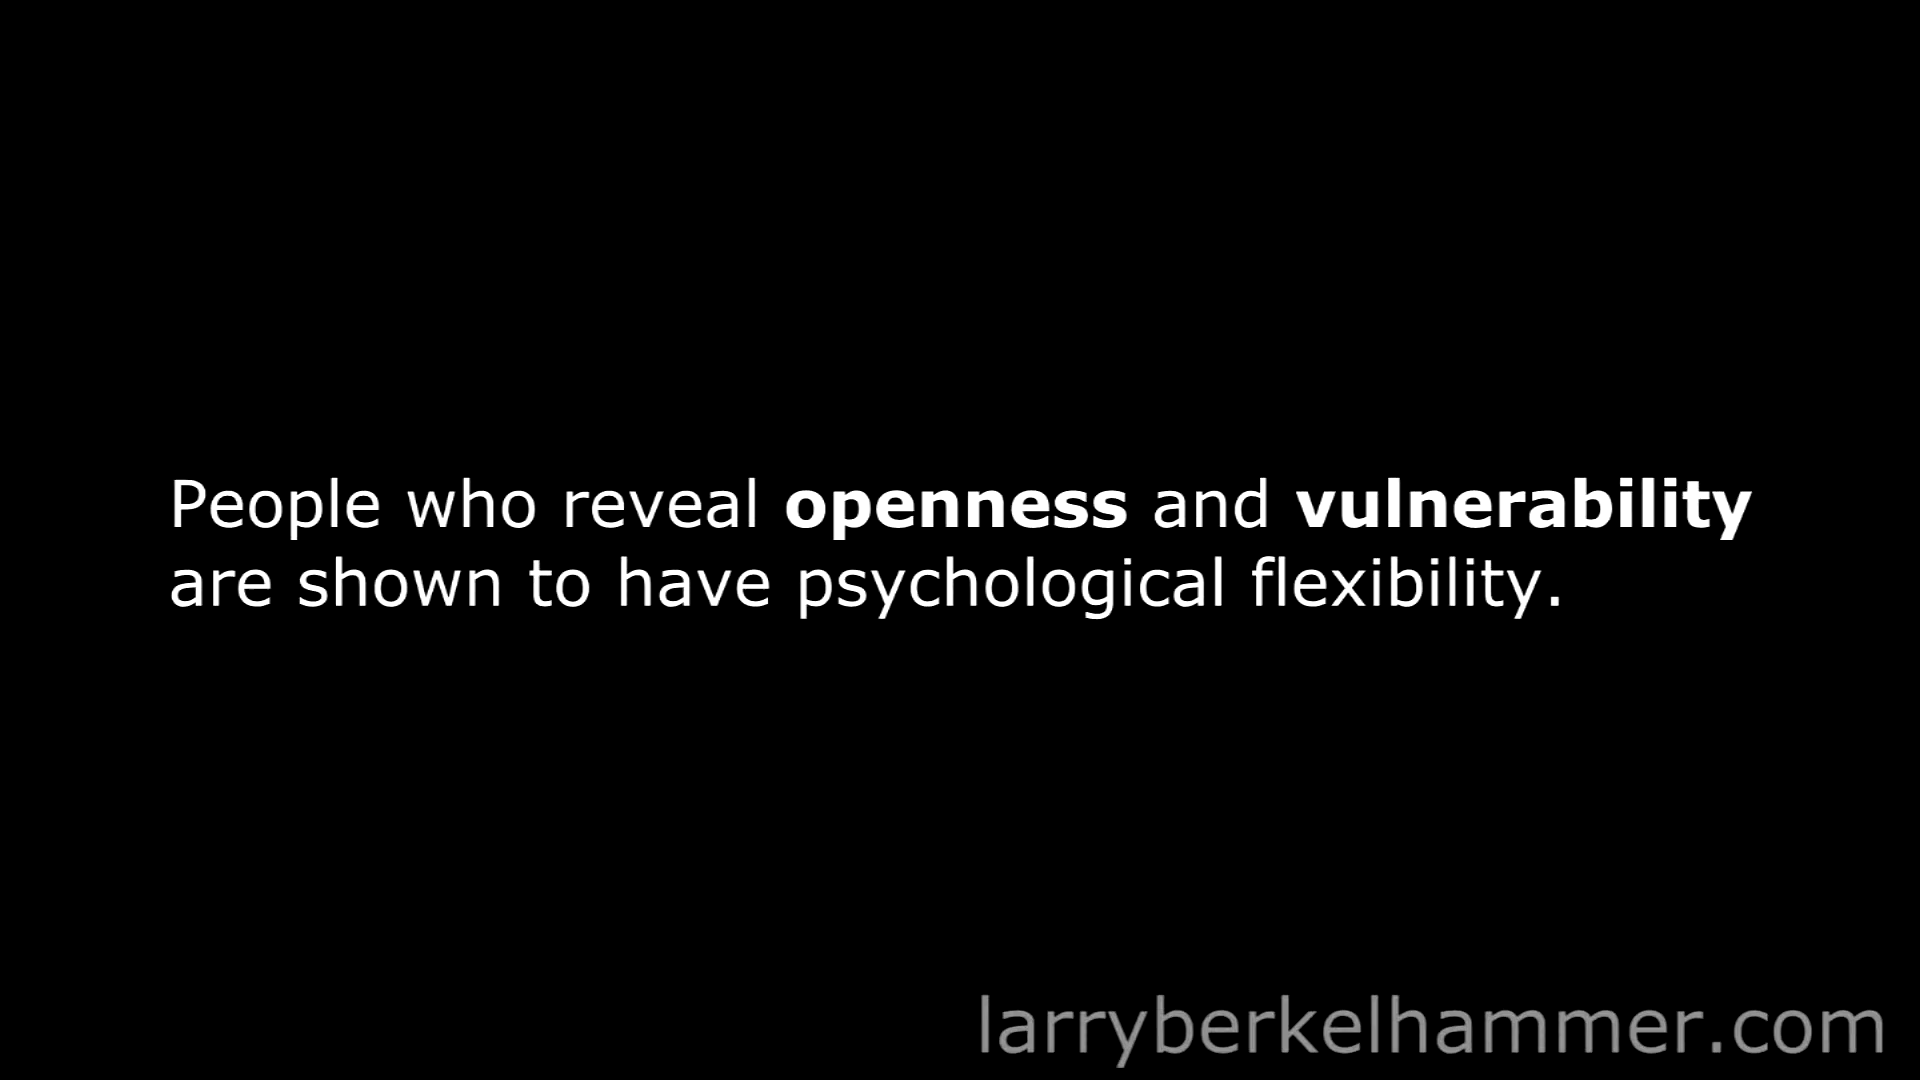 People who reveal openness and vulnerability
are shown to have psychological flexibility.
larryberkelhammer.com